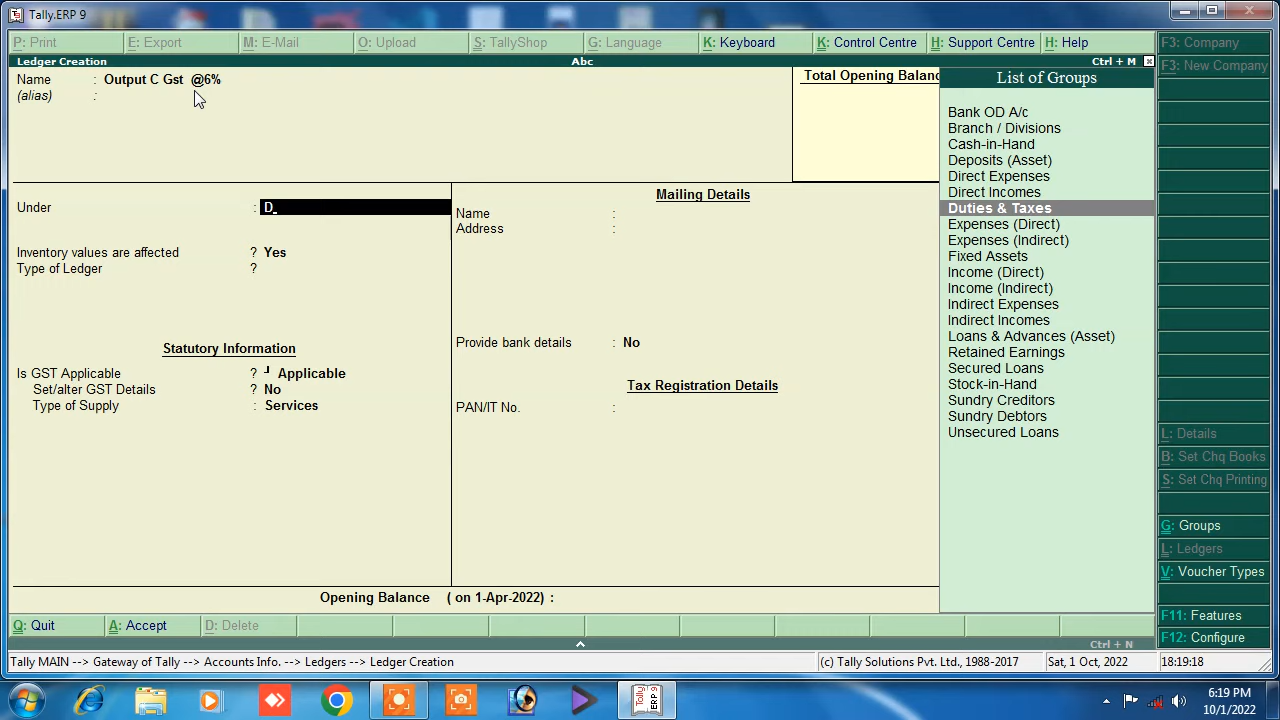 Tally.ERP 9
P: Print
E: Export
M: E-Mail
O: Upload
S: TallyShop
G: Language
K: Keyboard
K: Control Centre
H: Support Centre
H: Help
F3: Company
F3: New Company
Ledger Creation
Abc
Ctrl + M
Name : Output C Gst @6%
(alias) :
Total Opening Balanc
List of Groups
Bank OD A/c
Branch / Divisions
Cash-in-Hand
Deposits (Asset)
Direct Expenses
Direct Incomes
Duties & Taxes
Expenses (Direct)
Expenses (Indirect)
Fixed Assets
Income (Direct)
Income (Indirect)
Indirect Expenses
Indirect Incomes
Loans & Advances (Asset)
Retained Earnings
Secured Loans
Stock-in-Hand
Sundry Creditors
Sundry Debtors
Unsecured Loans
Under : D
Inventory values are affected ? Yes
Type of Ledger ?
Statutory Information
Is GST Applicable ? Applicable
Set/alter GST Details ? No
Type of Supply : Services
Mailing Details
Name :
Address :
Provide bank details : No
Tax Registration Details
PAN/IT No. :
L: Details
B: Set Chq Books
S: Set Chq Printing
G: Groups
L: Ledgers
V: Voucher Types
F11: Features
F12: Configure
Opening Balance ( on 1-Apr-2022) :
Q: Quit
A: Accept
D: Delete
Ctrl + N
Tally MAIN --> Gateway of Tally --> Accounts Info. --> Ledgers --> Ledger Creation
(c) Tally Solutions Pvt. Ltd., 1988-2017
Sat, 1 Oct, 2022
18:19:18
Tally ERP 9
6:19 PM
10/1/2022